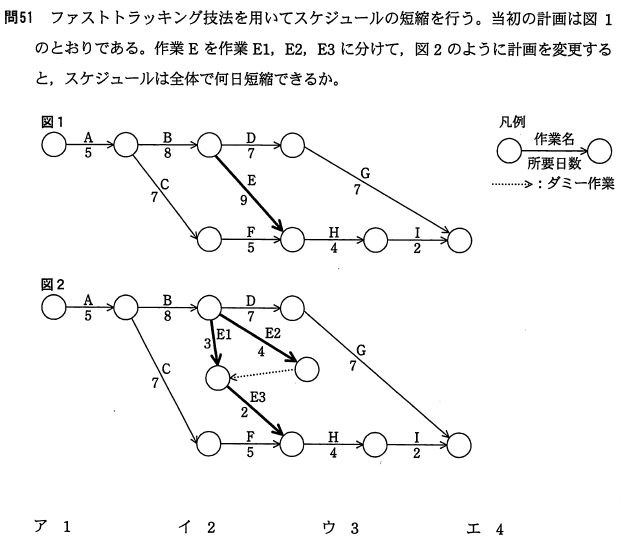 問51 ファストトラッキング技法を用いてスケジュールの短縮を行う。当初の計画は図1
のとおりである。作業Eを作業E1，E2，E3に分けて，図2のように計画を変更する
と，スケジュールは全体で何日短縮できるか。
図1
凡例
作業名
所要日数
：ダミー作業
A
5
B
8
D
7
C
7
E
9
G
7
F
5
H
4
I
2
図2
A
5
B
8
D
7
E1
3
E2
4
C
7
G
7
E3
2
F
5
H
4
I
2
ア 1 イ 2 ウ 3 エ 4